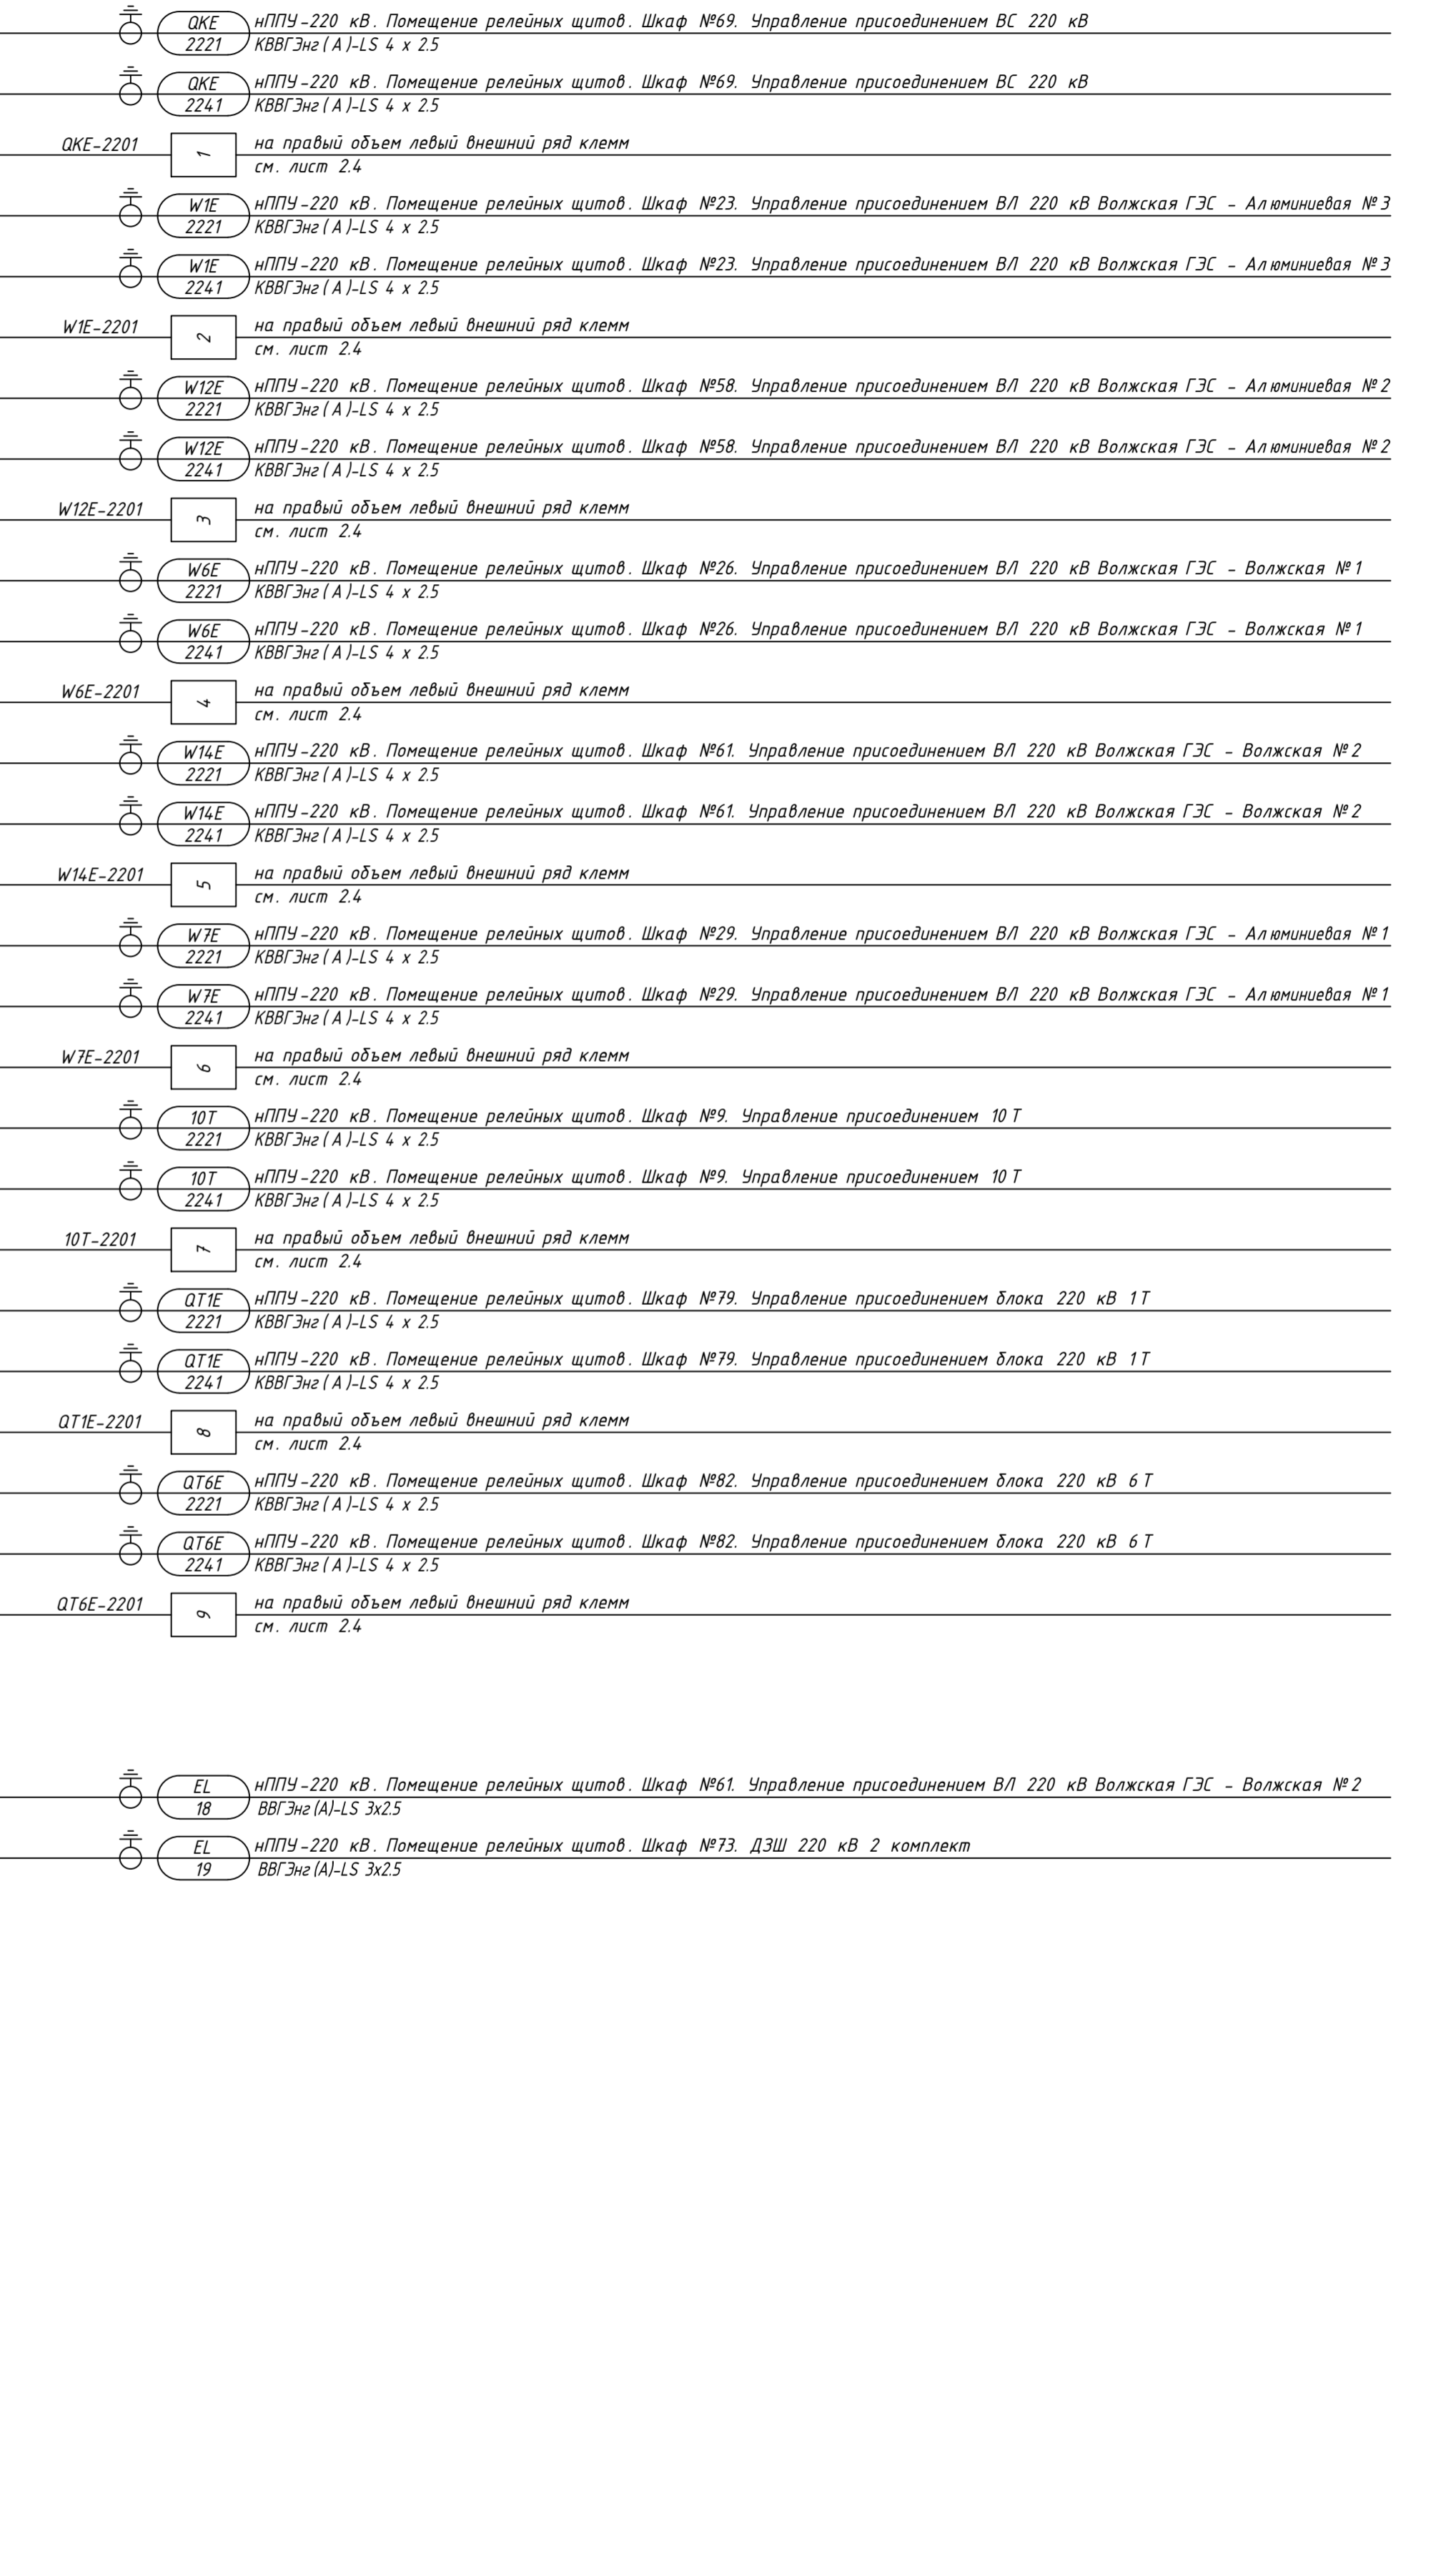 QKE нППУ-220 кВ. Помещение релейных щитов. Шкаф №69. Управление присоединением ВС 220 кВ
2221 КВВГЭнг(А)-LS 4 х 2.5
QKE нППУ-220 кВ. Помещение релейных щитов. Шкаф №69. Управление присоединением ВС 220 кВ
2241 КВВГЭнг(А)-LS 4 х 2.5
QKE-2201 1 на правый объем левый внешний ряд клемм
см. лист 2.4
W1E нППУ-220 кВ. Помещение релейных щитов. Шкаф №23. Управление присоединением ВЛ 220 кВ Волжская ГЭС - Алюминиевая №3
2221 КВВГЭнг(А)-LS 4 х 2.5
W1E нППУ-220 кВ. Помещение релейных щитов. Шкаф №23. Управление присоединением ВЛ 220 кВ Волжская ГЭС - Алюминиевая №3
2241 КВВГЭнг(А)-LS 4 х 2.5
W1E-2201 2 на правый объем левый внешний ряд клемм
см. лист 2.4
W12E нППУ-220 кВ. Помещение релейных щитов. Шкаф №58. Управление присоединением ВЛ 220 кВ Волжская ГЭС - Алюминиевая №2
2221 КВВГЭнг(А)-LS 4 х 2.5
W12E нППУ-220 кВ. Помещение релейных щитов. Шкаф №58. Управление присоединением ВЛ 220 кВ Волжская ГЭС - Алюминиевая №2
2241 КВВГЭнг(А)-LS 4 х 2.5
W12E-2201 3 на правый объем левый внешний ряд клемм
см. лист 2.4
W6E нППУ-220 кВ. Помещение релейных щитов. Шкаф №26. Управление присоединением ВЛ 220 кВ Волжская ГЭС - Волжская №1
2221 КВВГЭнг(А)-LS 4 х 2.5
W6E нППУ-220 кВ. Помещение релейных щитов. Шкаф №26. Управление присоединением ВЛ 220 кВ Волжская ГЭС - Волжская №1
2241 КВВГЭнг(А)-LS 4 х 2.5
W6E-2201 4 на правый объем левый внешний ряд клемм
см. лист 2.4
W14E нППУ-220 кВ. Помещение релейных щитов. Шкаф №61. Управление присоединением ВЛ 220 кВ Волжская ГЭС - Волжская №2
2221 КВВГЭнг(А)-LS 4 х 2.5
W14E нППУ-220 кВ. Помещение релейных щитов. Шкаф №61. Управление присоединением ВЛ 220 кВ Волжская ГЭС - Волжская №2
2241 КВВГЭнг(А)-LS 4 х 2.5
W14E-2201 5 на правый объем левый внешний ряд клемм
см. лист 2.4
W7E нППУ-220 кВ. Помещение релейных щитов. Шкаф №29. Управление присоединением ВЛ 220 кВ Волжская ГЭС - Алюминиевая №1
2221 КВВГЭнг(А)-LS 4 х 2.5
W7E нППУ-220 кВ. Помещение релейных щитов. Шкаф №29. Управление присоединением ВЛ 220 кВ Волжская ГЭС - Алюминиевая №1
2241 КВВГЭнг(А)-LS 4 х 2.5
W7E-2201 6 на правый объем левый внешний ряд клемм
см. лист 2.4
10T нППУ-220 кВ. Помещение релейных щитов. Шкаф №9. Управление присоединением 10Т
2221 КВВГЭнг(А)-LS 4 х 2.5
10T нППУ-220 кВ. Помещение релейных щитов. Шкаф №9. Управление присоединением 10Т
2241 КВВГЭнг(А)-LS 4 х 2.5
10T-2201 7 на правый объем левый внешний ряд клемм
см. лист 2.4
QT1E нППУ-220 кВ. Помещение релейных щитов. Шкаф №79. Управление присоединением блока 220 кВ 1Т
2221 КВВГЭнг(А)-LS 4 х 2.5
QT1E нППУ-220 кВ. Помещение релейных щитов. Шкаф №79. Управление присоединением блока 220 кВ 1Т
2241 КВВГЭнг(А)-LS 4 х 2.5
QT1E-2201 8 на правый объем левый внешний ряд клемм
см. лист 2.4
QT6E нППУ-220 кВ. Помещение релейных щитов. Шкаф №82. Управление присоединением блока 220 кВ 6Т
2221 КВВГЭнг(А)-LS 4 х 2.5
QT6E нППУ-220 кВ. Помещение релейных щитов. Шкаф №82. Управление присоединением блока 220 кВ 6Т
2241 КВВГЭнг(А)-LS 4 х 2.5
QT6E-2201 9 на правый объем левый внешний ряд клемм
см. лист 2.4
EL нППУ-220 кВ. Помещение релейных щитов. Шкаф №61. Управление присоединением ВЛ 220 кВ Волжская ГЭС - Волжская №2
18 ВВГЭнг(А)-LS 3х2.5
EL нППУ-220 кВ. Помещение релейных щитов. Шкаф №73. ДЗШ 220 кВ 2 комплект
19 ВВГЭнг(А)-LS 3х2.5